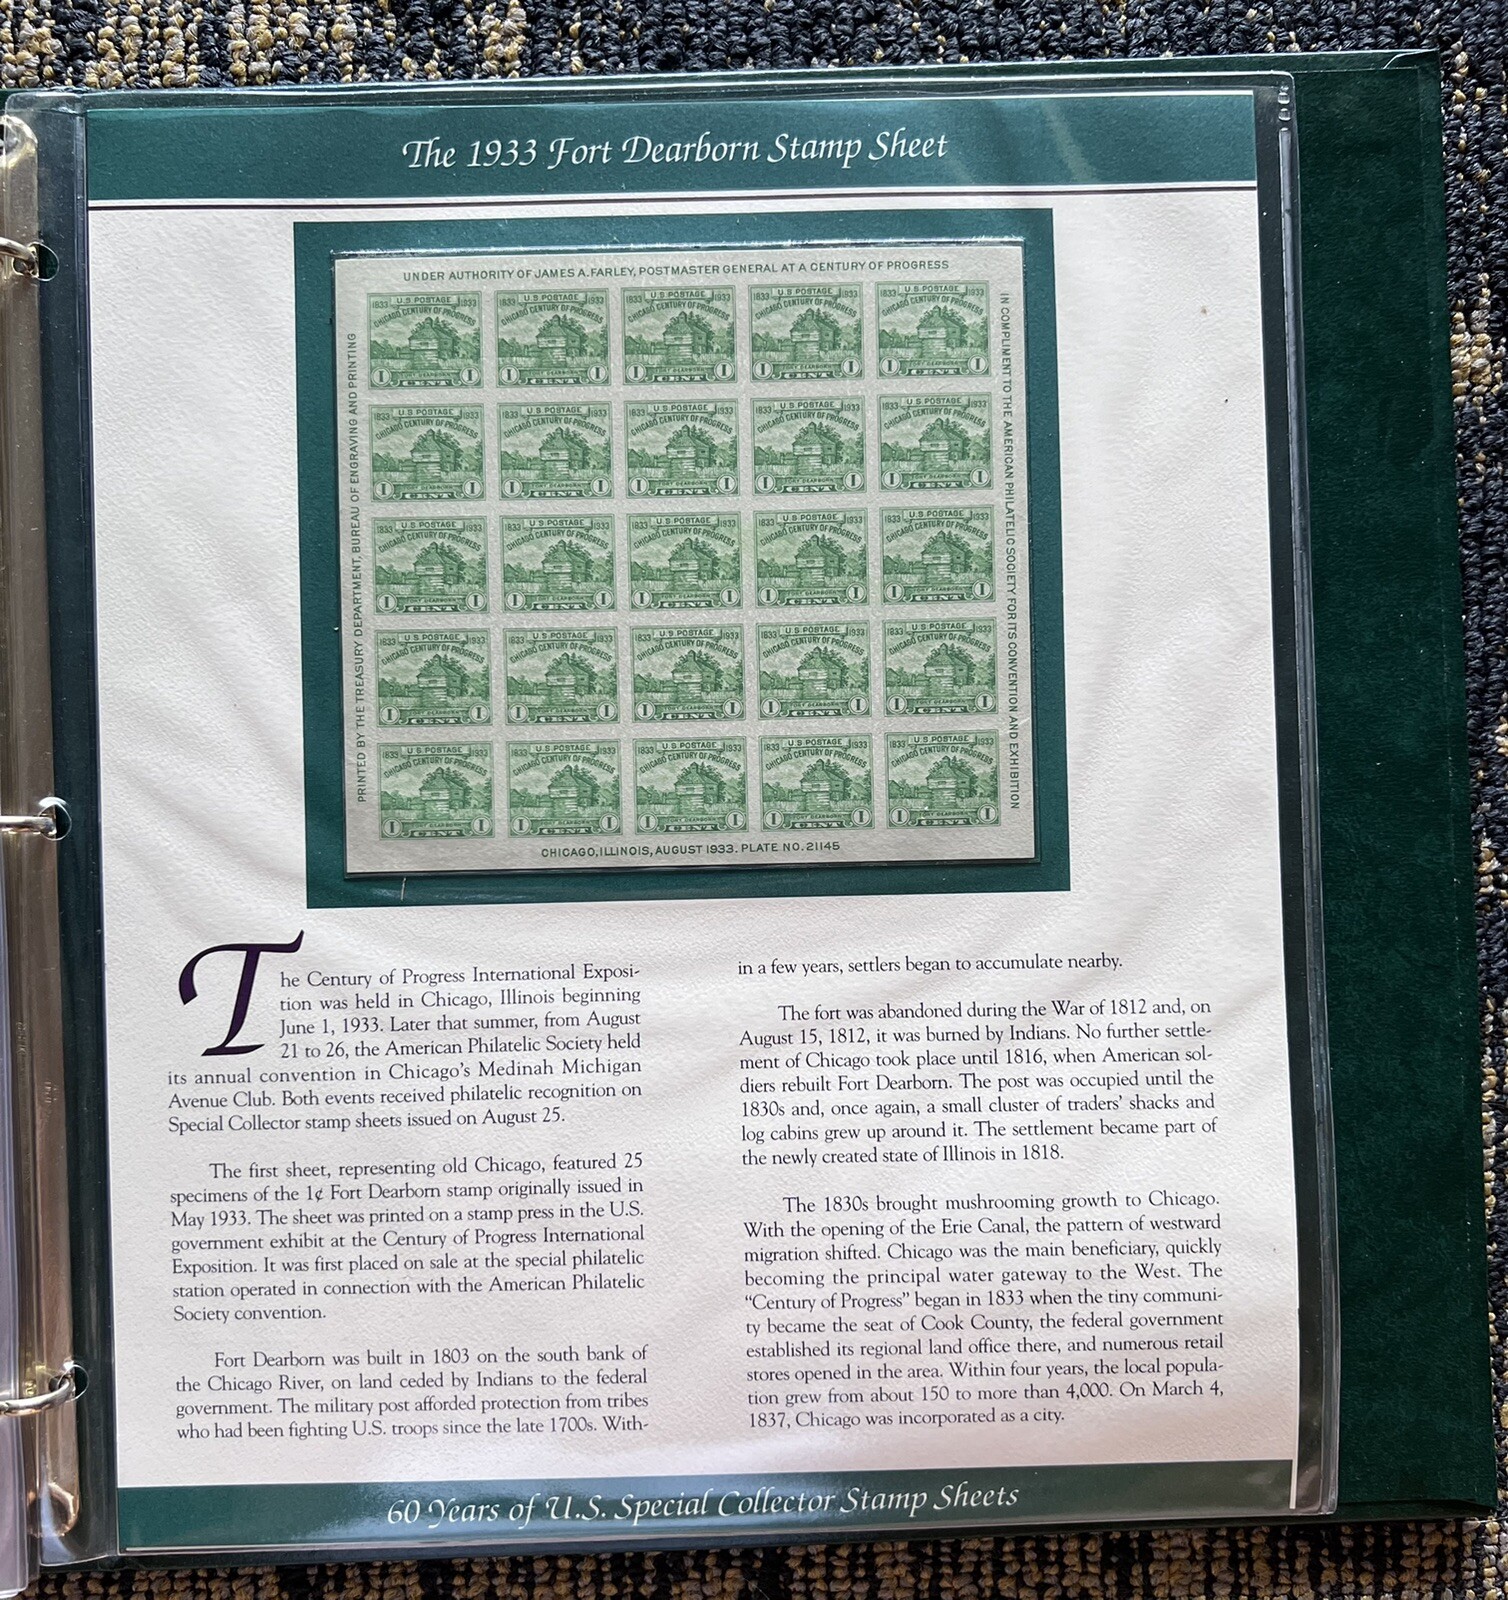 The 1933 Fort Dearborn Stamp Sheet
UNDER AUTHORITY OF JAMES A. FARLEY, POSTMASTER GENERAL AT A CENTURY OF PROGRESS
PRINTED BY THE TREASURY DEPARTMENT, BUREAU OF ENGRAVING AND PRINTING
IN COMPLIMENT TO THE AMERICAN PHILATELIC SOCIETY FOR ITS CONVENTION AND EXHIBITION
1833 U.S. POSTAGE 1933
CHICAGO CENTURY OF PROGRESS
FORT DEARBORN
1 CENT 1
CHICAGO, ILLINOIS, AUGUST 1933. PLATE NO. 21145
The Century of Progress International Exposi-
tion was held in Chicago, Illinois beginning
June 1, 1933. Later that summer, from August
21 to 26, the American Philatelic Society held
its annual convention in Chicago's Medinah Michigan
Avenue Club. Both events received philatelic recognition on
Special Collector stamp sheets issued on August 25.
The first sheet, representing old Chicago, featured 25
specimens of the 1¢ Fort Dearborn stamp originally issued in
May 1933. The sheet was printed on a stamp press in the U.S.
government exhibit at the Century of Progress International
Exposition. It was first placed on sale at the special philatelic
station operated in connection with the American Philatelic
Society convention.
Fort Dearborn was built in 1803 on the south bank of
the Chicago River, on land ceded by Indians to the federal
government. The military post afforded protection from tribes
who had been fighting U.S. troops since the late 1700s. With-
in a few years, settlers began to accumulate nearby.
The fort was abandoned during the War of 1812 and, on
August 15, 1812, it was burned by Indians. No further settle-
ment of Chicago took place until 1816, when American sol-
diers rebuilt Fort Dearborn. The post was occupied until the
1830s and, once again, a small cluster of traders' shacks and
log cabins grew up around it. The settlement became part of
the newly created state of Illinois in 1818.
The 1830s brought mushrooming growth to Chicago.
With the opening of the Erie Canal, the pattern of westward
migration shifted. Chicago was the main beneficiary, quickly
becoming the principal water gateway to the West. The
"Century of Progress" began in 1833 when the tiny communi-
ty became the seat of Cook County, the federal government
established its regional land office there, and numerous retail
stores opened in the area. Within four years, the local popula-
tion grew from about 150 to more than 4,000. On March 4,
1837, Chicago was incorporated as a city.
60 Years of U.S. Special Collector Stamp Sheets